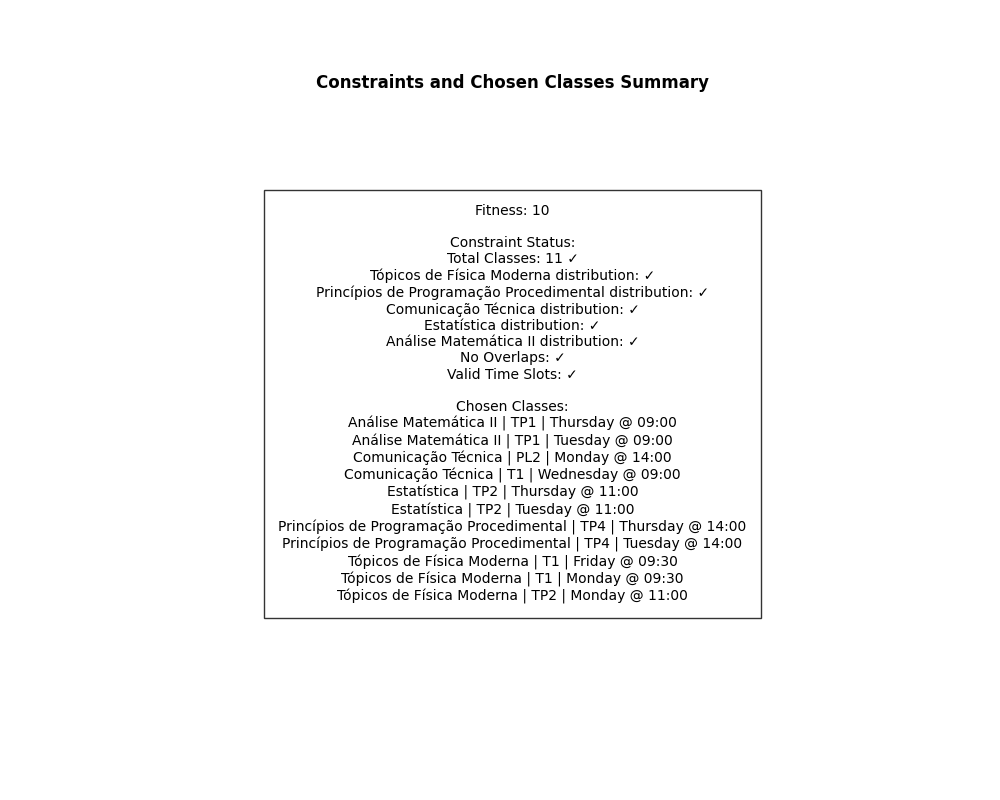 Constraints and Chosen Classes Summary
Fitness: 10
Constraint Status:
Total Classes: 11 ✓
Tópicos de Física Moderna distribution: ✓
Princípios de Programação Procedimental distribution: ✓
Comunicação Técnica distribution: ✓
Estatística distribution: ✓
Análise Matemática II distribution: ✓
No Overlaps: ✓
Valid Time Slots: ✓
Chosen Classes:
Análise Matemática II | TP1 | Thursday @ 09:00
Análise Matemática II | TP1 | Tuesday @ 09:00
Comunicação Técnica | PL2 | Monday @ 14:00
Comunicação Técnica | T1 | Wednesday @ 09:00
Estatística | TP2 | Thursday @ 11:00
Estatística | TP2 | Tuesday @ 11:00
Princípios de Programação Procedimental | TP4 | Thursday @ 14:00
Princípios de Programação Procedimental | TP4 | Tuesday @ 14:00
Tópicos de Física Moderna | T1 | Friday @ 09:30
Tópicos de Física Moderna | T1 | Monday @ 09:30
Tópicos de Física Moderna | TP2 | Monday @ 11:00